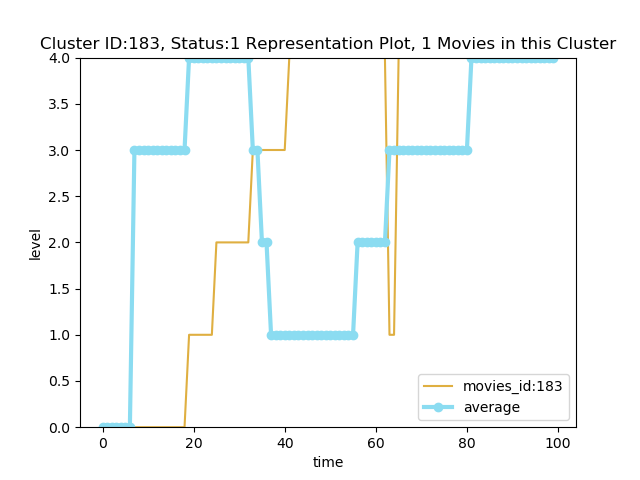 Cluster ID:183, Status:1 Representation Plot, 1 Movies in this Cluster
4.0
3.5
3.0
2.5
2.0
1.5
1.0
0.5
0.0
level
0 20 40 60 80 100
time
movies_id:183
average